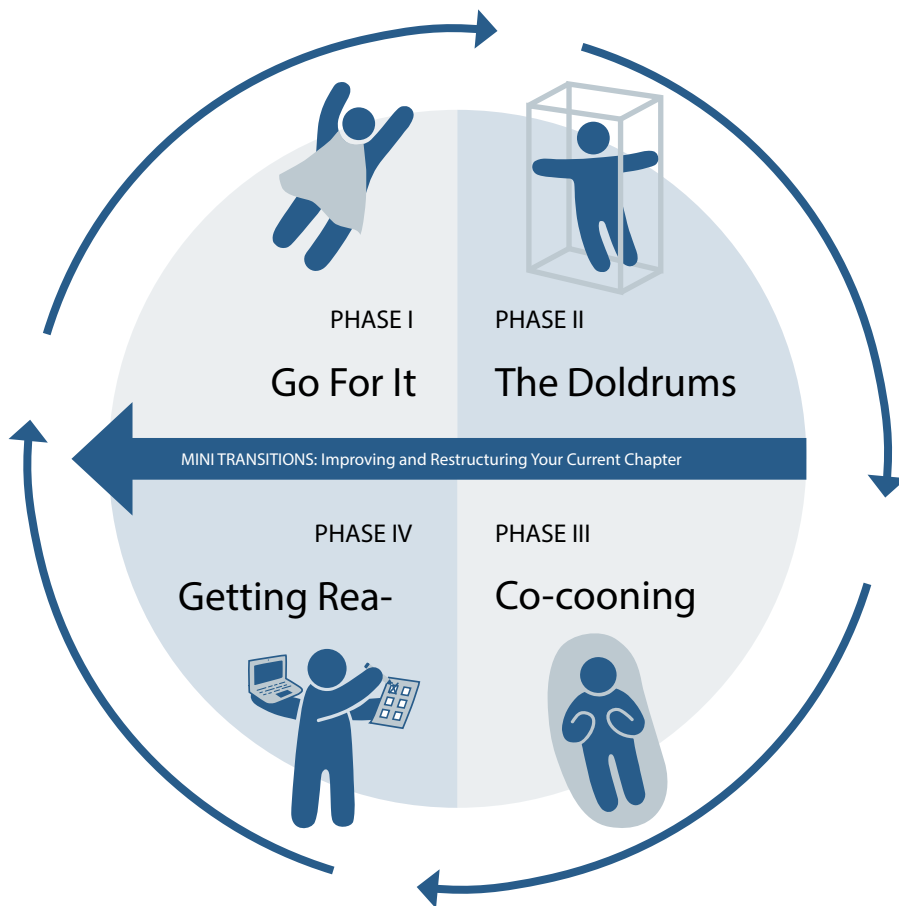 PHASE I
Go For It
PHASE II
The Doldrums
MINI TRANSITIONS: Improving and Restructuring Your Current Chapter
PHASE IV
Getting Rea-
PHASE III
Co-cooning